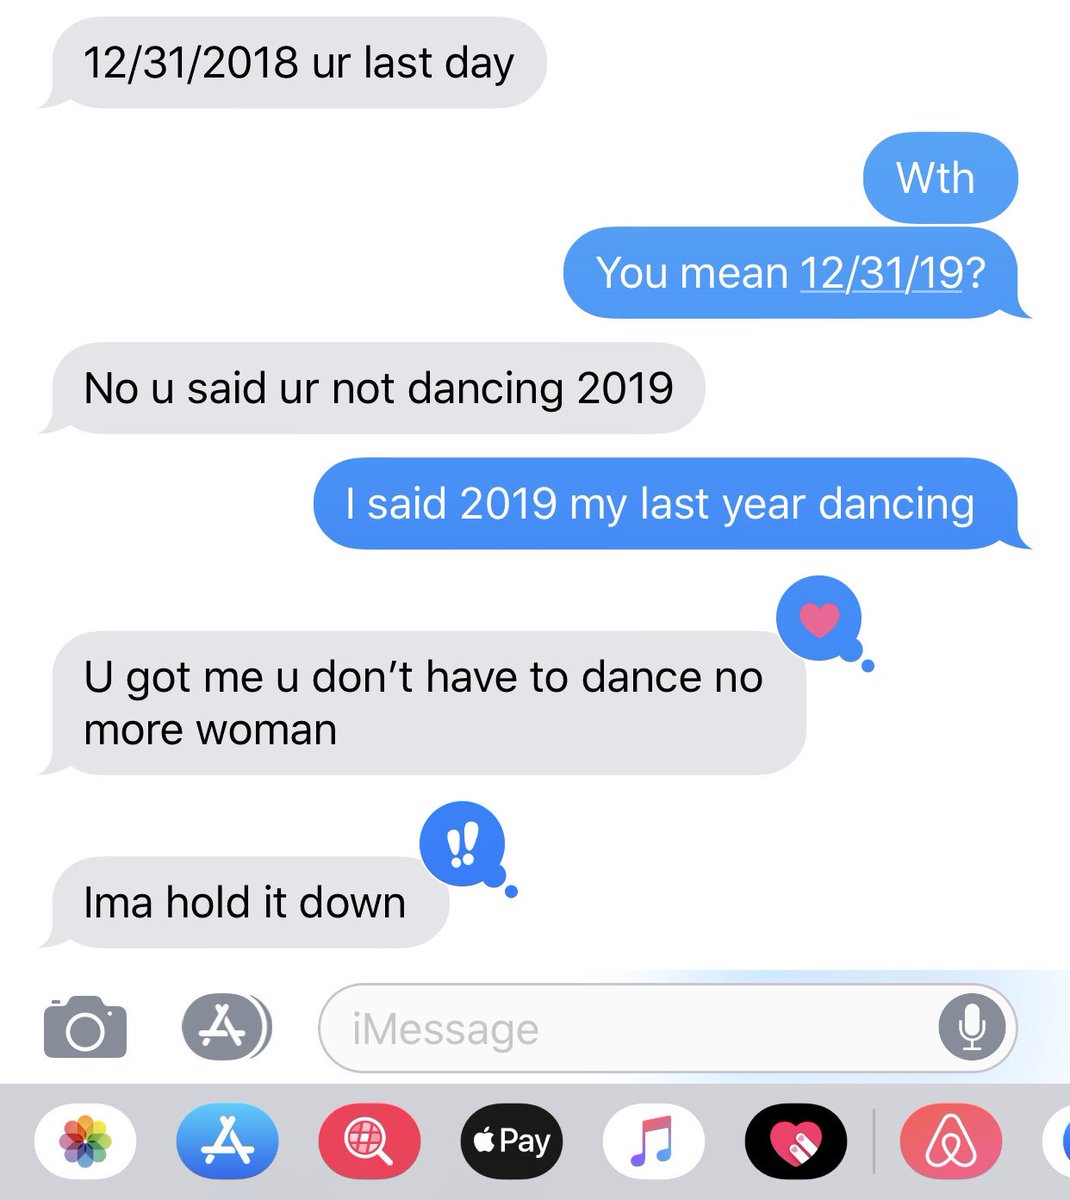 12/31/2018 ur last day
Wth
You mean 12/31/19?
No u said ur not dancing 2019
I said 2019 my last year dancing
U got me u don’t have to dance no
more woman
!!
Ima hold it down
iMessage
Pay